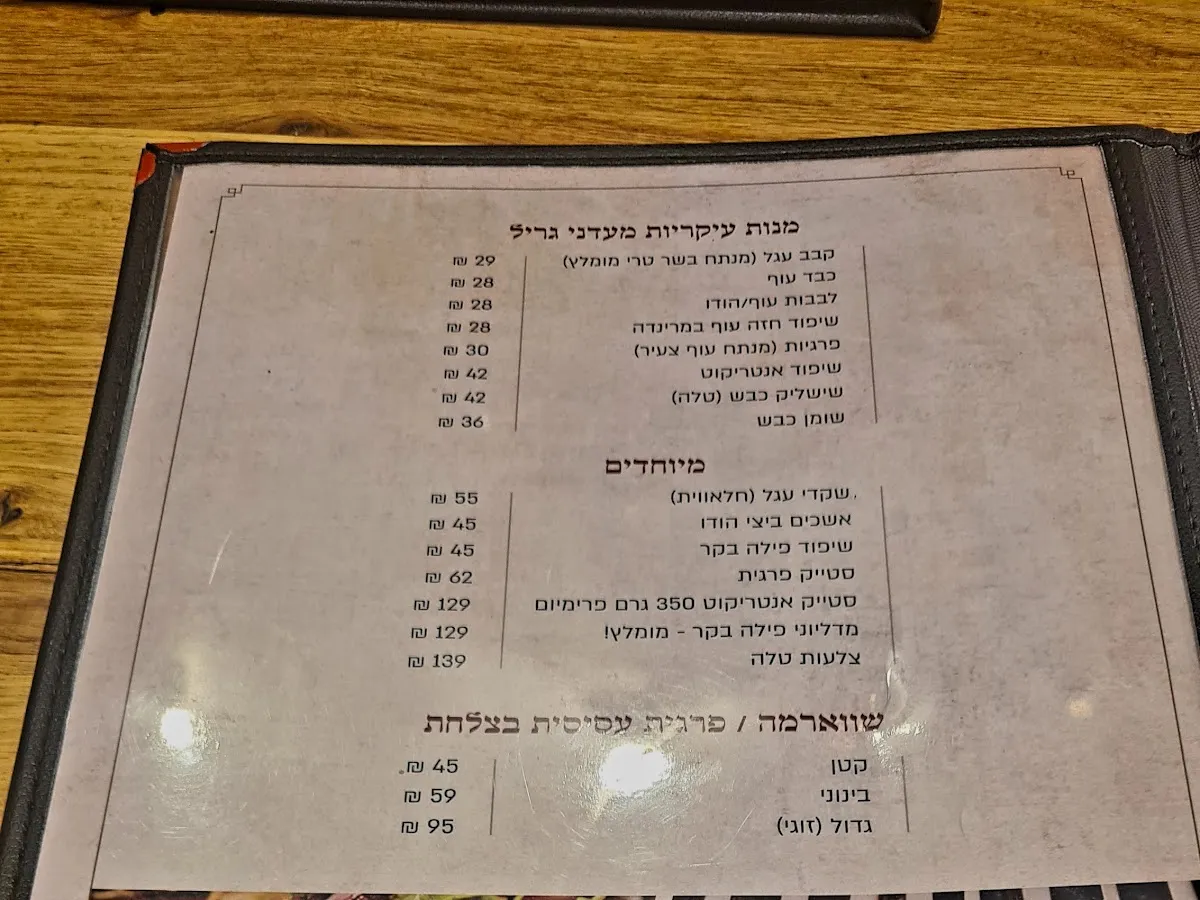 מנות עיקריות מעדני גריל
קבב עגל (מנתח בשר טרי מומלץ) 29 ₪
כבד עוף 28 ₪
לבבות עוף/הודו 28 ₪
שיפוד חזה עוף במרינדה 28 ₪
פרגיות (מנתח עוף צעיר) 30 ₪
שיפוד אנטריקוט 42 ₪
שישליק כבש (טלה) 42 ₪
שומן כבש 36 ₪
מיוחדים
שקדי עגל (חלאווית) 55 ₪
אשכים ביצי הודו 45 ₪
שיפוד פילה בקר 45 ₪
סטייק פרגית 62 ₪
סטייק אנטריקוט 350 גרם פרימיום 129 ₪
מדליוני פילה בקר - מומלץ! 129 ₪
צלעות טלה 139 ₪
שווארמה / פרגית עסיסית בצלחת
קטן 45 ₪
בינוני 59 ₪
גדול (זוגי) 95 ₪